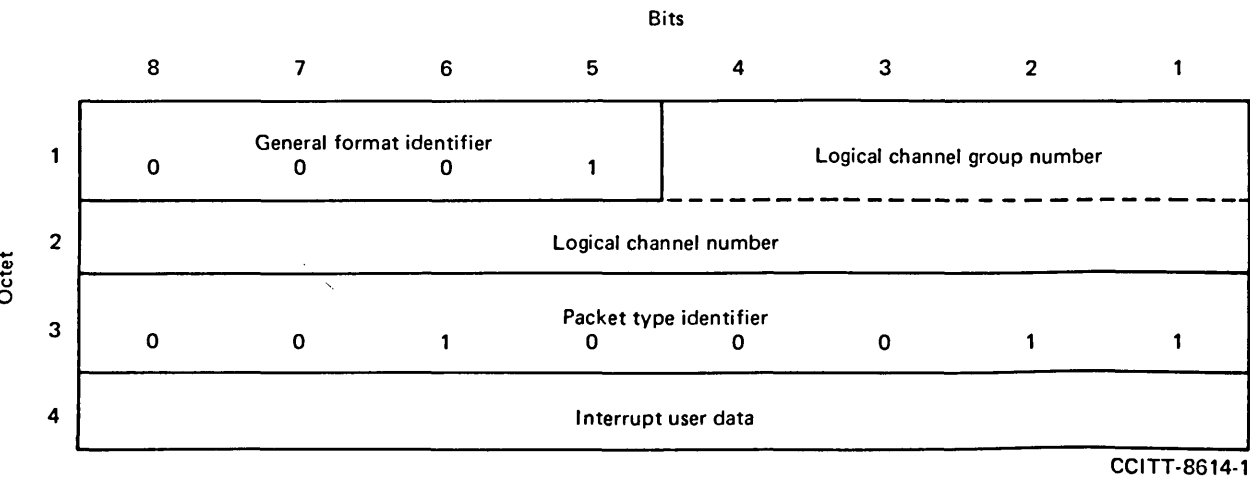 Bits
8 7 6 5 4 3 2 1
General format identifier
1 0 0 0 1 Logical channel group number
2 Logical channel number
Octet
Packet type identifier
3 0 0 1 0 0 0 1 1
4 Interrupt user data
CCITT-8614-1